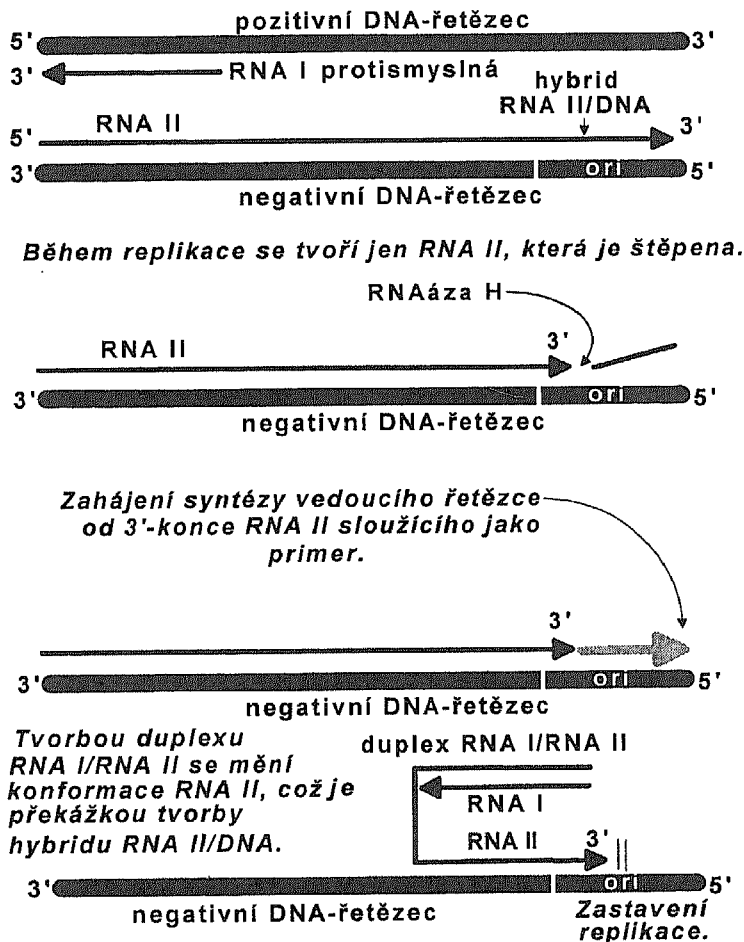 pozitivní DNA-řetězec
5' 3'
3' RNA I protismyslná
hybrid
RNA II/DNA
5' RNA II 3'
3' ori 5'
negativní DNA-řetězec
Během replikace se tvoří jen RNA II, která je štěpena.
RNAáza H
RNA II 3'
3' ori 5'
negativní DNA-řetězec
Zahájení syntézy vedoucího řetězce
od 3'-konce RNA II sloužícího jako
primer.
3'
3' ori 5'
negativní DNA-řetězec
Tvorbou duplexu
RNA I/RNA II se mění
konformace RNA II, což je
překážkou tvorby
hybridu RNA II/DNA.
duplex RNA I/RNA II
RNA I
RNA II 3'
3' ori 5'
negativní DNA-řetězec
Zastavení
replikace.